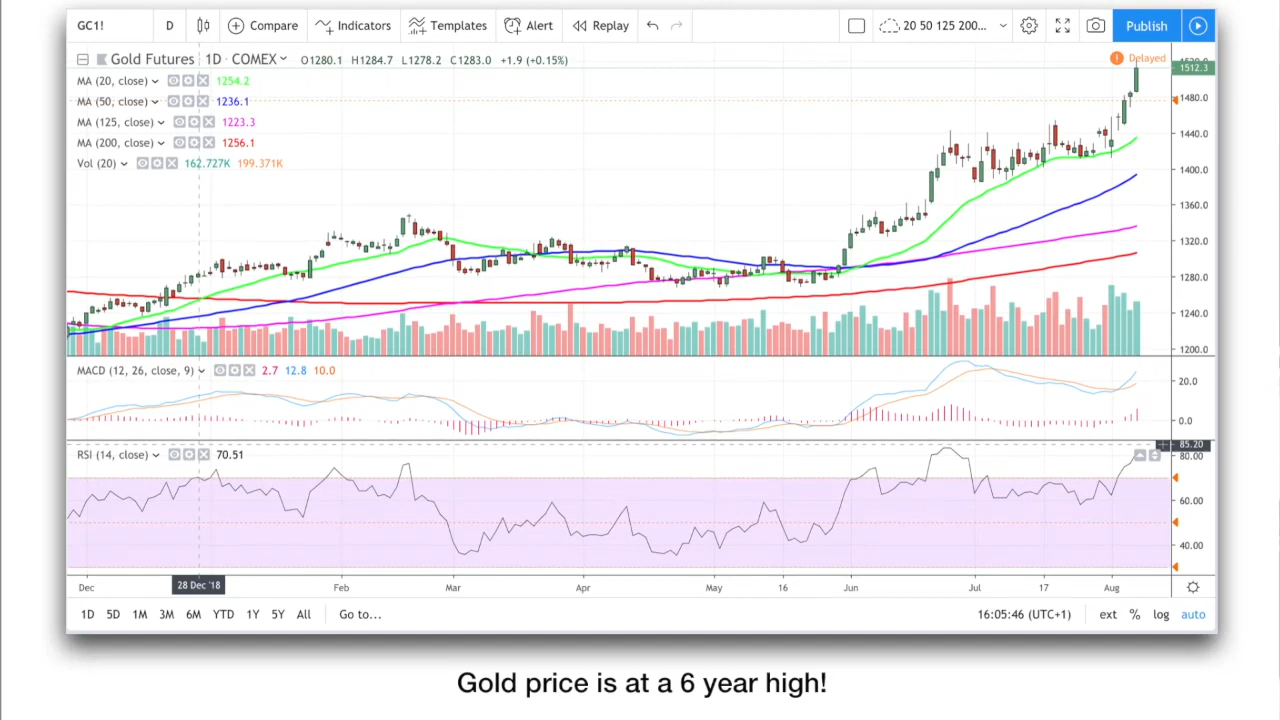 GC1! D Compare Indicators Templates Alert Replay 20 50 125 200... Publish
Gold Futures 1D · COMEX O1280.1 H1284.7 L1278.2 C1283.0 +1.9 (+0.15%) ! Delayed
MA (20, close) 1254.2
MA (50, close) 1236.1
MA (125, close) 1223.3
MA (200, close) 1256.1
Vol (20) 162.727K 199.371K
1512.3
1480.0
1440.0
1400.0
1360.0
1320.0
1280.0
1240.0
1200.0
MACD (12, 26, close, 9) 2.7 12.8 10.0
20.0
0.0
85.20
RSI (14, close) 70.51
80.00
60.00
40.00
Dec 28 Dec '18 Feb Mar Apr May 16 Jun Jul 17 Aug
1D 5D 1M 3M 6M YTD 1Y 5Y All Go to... 16:05:46 (UTC+1) ext % log auto
Gold price is at a 6 year high!